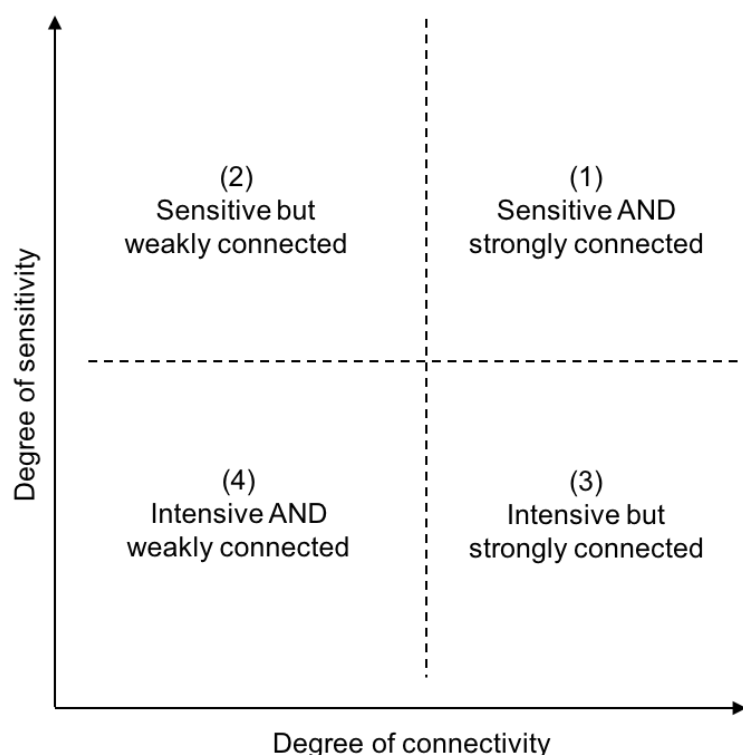 (2)
Sensitive but
weakly connected
(1)
Sensitive AND
strongly connected
Degree of sensitivity
(4)
Intensive AND
weakly connected
(3)
Intensive but
strongly connected
Degree of connectivity